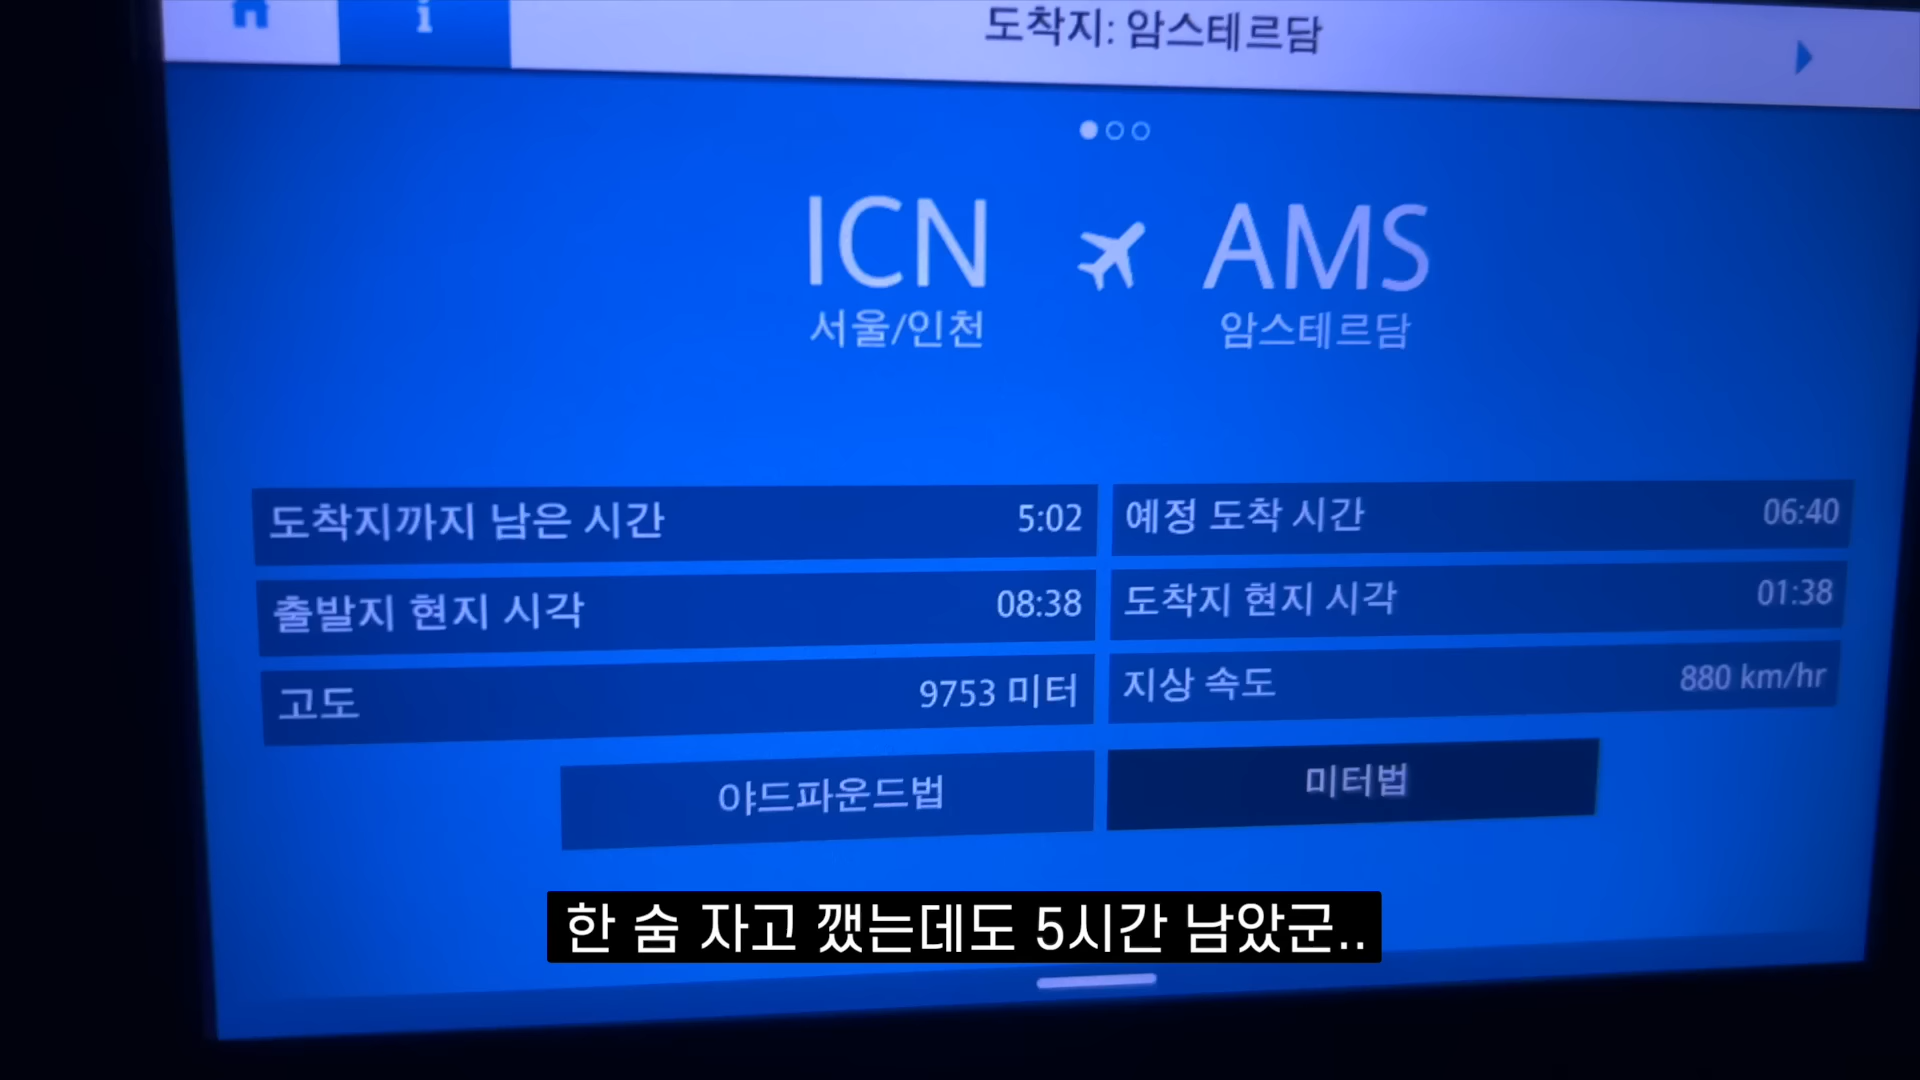 도착지: 암스테르담
ICN AMS
서울/인천 암스테르담
도착지까지 남은 시간 5:02 예정 도착 시간 06:40
출발지 현지 시각 08:38 도착지 현지 시각 01:38
고도 9753 미터 지상 속도 880 km/hr
야드파운드법 미터법
한 숨 자고 깼는데도 5시간 남았군..